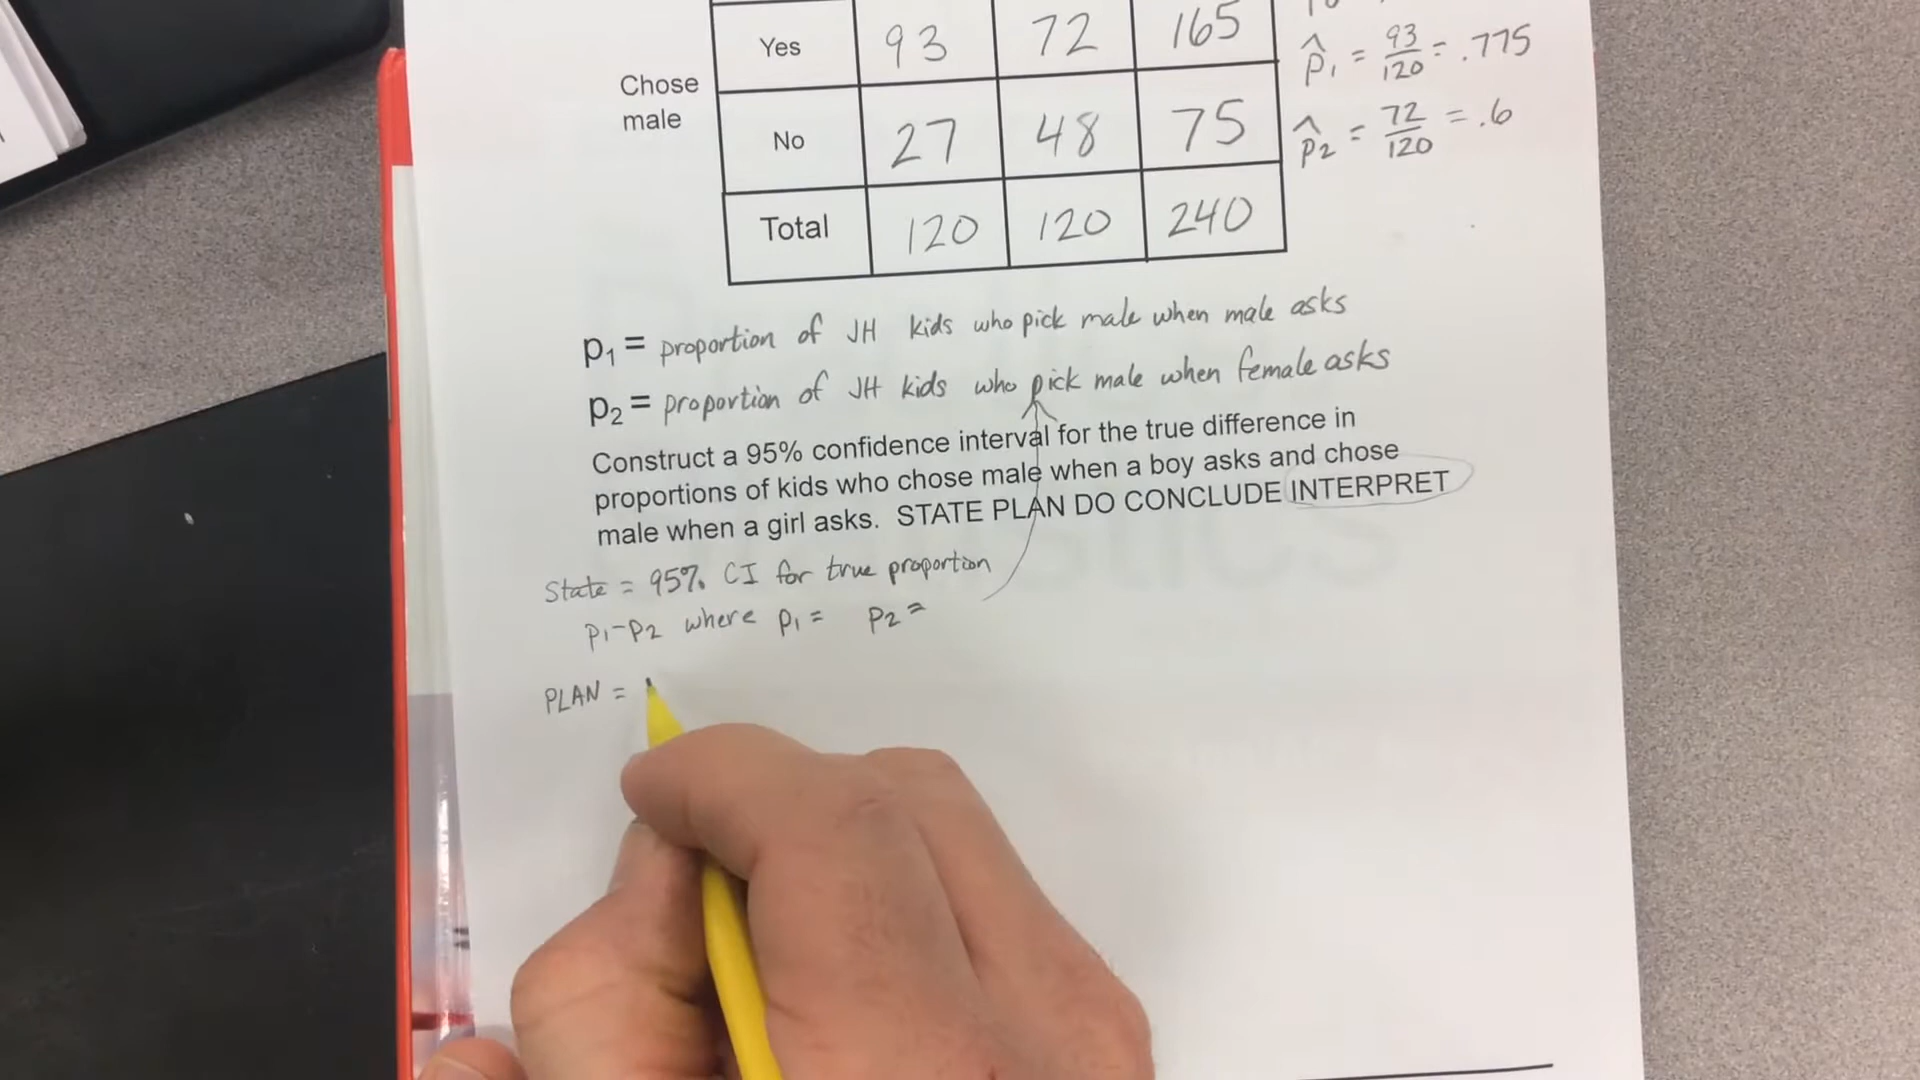 Yes 93 72 165
p̂₁ = 93/120 = .775
Chose
male
No 27 48 75
p̂₂ = 72/120 = .6
Total 120 120 240
p₁ = proportion of JH kids who pick male when male asks
p₂ = proportion of JH kids who pick male when female asks
Construct a 95% confidence interval for the true difference in
proportions of kids who chose male when a boy asks and chose
male when a girl asks. STATE PLAN DO CONCLUDE INTERPRET
State = 95% CI for true proportion
p₁-p₂ where p₁ = p₂ =
PLAN =